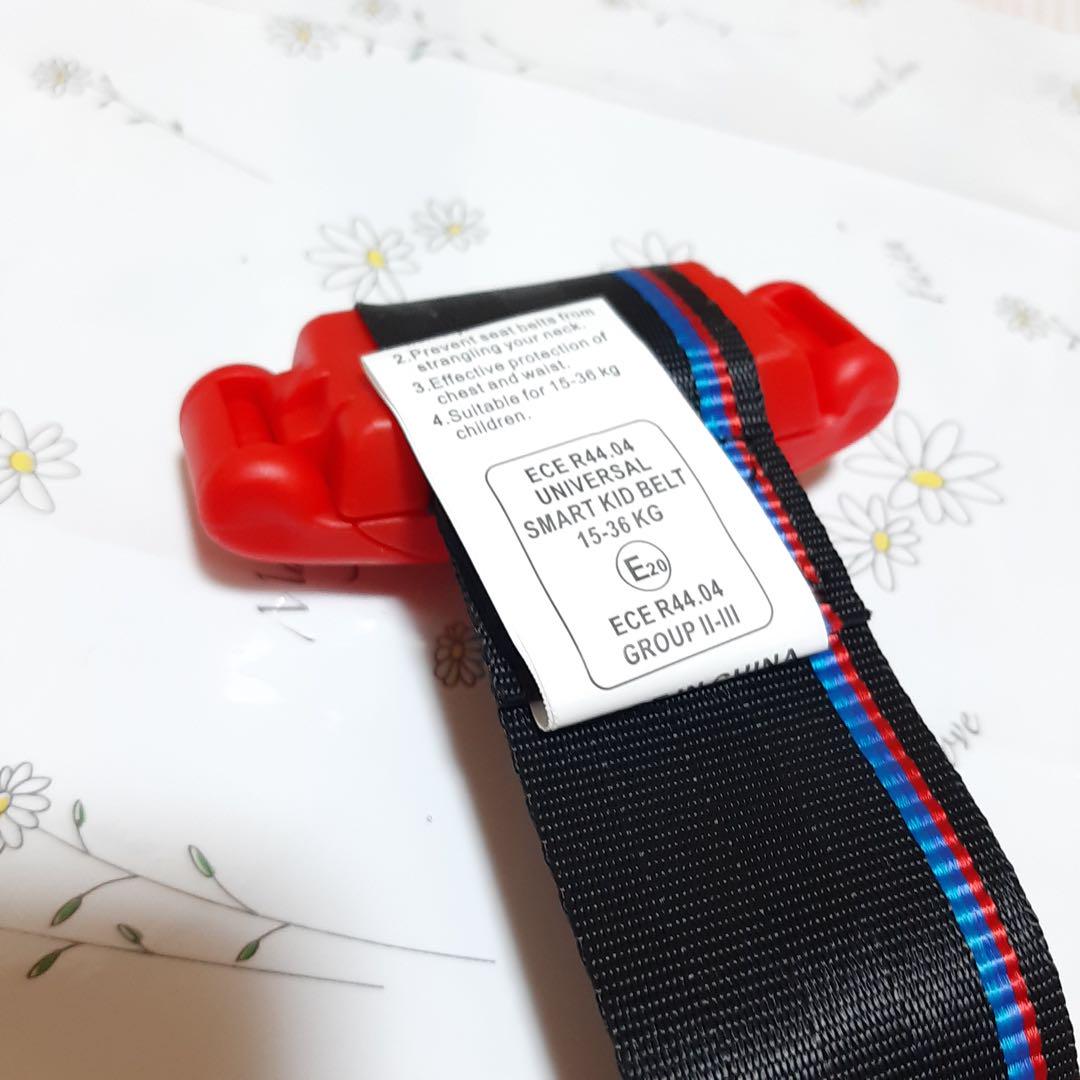 2.Prevent seat belts from
strangling your neck.
3.Effective protection of
chest and waist.
4.Suitable for 15-36 kg
children.
ECE R44.04
UNIVERSAL
SMART KID BELT
15-36 KG
E20
ECE R44.04
GROUP II-III
CHINA